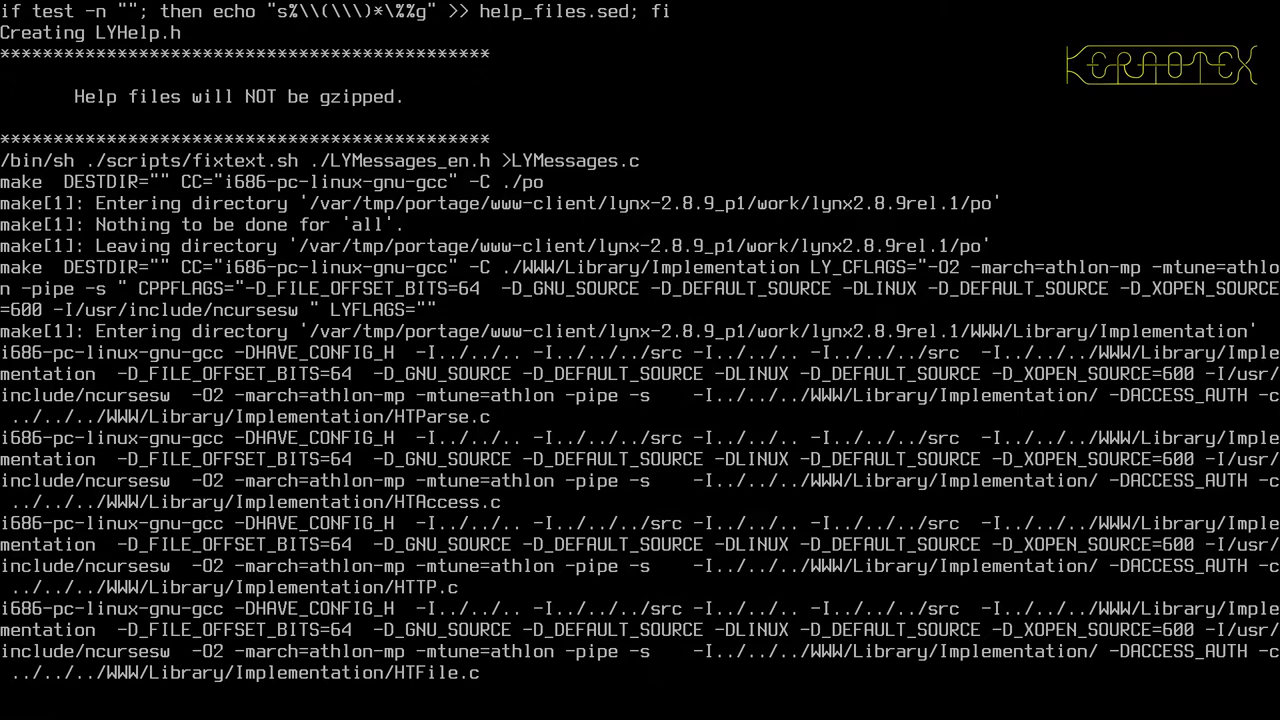 if test -n ""; then echo "s%\\(\\\)*\%%g" >> help_files.sed; fi
Creating LYHelp.h
**********************************************
Help files will NOT be gzipped.
**********************************************
/bin/sh ./scripts/fixtext.sh ./LYMessages_en.h >LYMessages.c
make  DESTDIR="" CC="i686-pc-linux-gnu-gcc" -C ./po
make[1]: Entering directory '/var/tmp/portage/www-client/lynx-2.8.9_p1/work/lynx2.8.9rel.1/po'
make[1]: Nothing to be done for 'all'.
make[1]: Leaving directory '/var/tmp/portage/www-client/lynx-2.8.9_p1/work/lynx2.8.9rel.1/po'
make  DESTDIR="" CC="i686-pc-linux-gnu-gcc" -C ./WWW/Library/Implementation LY_CFLAGS="-O2 -march=athlon-mp -mtune=athlo
n -pipe -s " CPPFLAGS="-D_FILE_OFFSET_BITS=64  -D_GNU_SOURCE -D_DEFAULT_SOURCE -DLINUX -D_DEFAULT_SOURCE -D_XOPEN_SOURCE
=600 -I/usr/include/ncursesw " LYFLAGS=""
make[1]: Entering directory '/var/tmp/portage/www-client/lynx-2.8.9_p1/work/lynx2.8.9rel.1/WWW/Library/Implementation'
i686-pc-linux-gnu-gcc -DHAVE_CONFIG_H  -I../../..  -I../../../src -I../../..  -I../../../src  -I../../../WWW/Library/Imple
mentation  -D_FILE_OFFSET_BITS=64  -D_GNU_SOURCE -D_DEFAULT_SOURCE -DLINUX -D_DEFAULT_SOURCE -D_XOPEN_SOURCE=600 -I/usr/
include/ncursesw  -O2 -march=athlon-mp -mtune=athlon -pipe -s    -I../../../WWW/Library/Implementation/ -DACCESS_AUTH -c
../../../WWW/Library/Implementation/HTParse.c
i686-pc-linux-gnu-gcc -DHAVE_CONFIG_H  -I../../..  -I../../../src -I../../..  -I../../../src  -I../../../WWW/Library/Imple
mentation  -D_FILE_OFFSET_BITS=64  -D_GNU_SOURCE -D_DEFAULT_SOURCE -DLINUX -D_DEFAULT_SOURCE -D_XOPEN_SOURCE=600 -I/usr/
include/ncursesw  -O2 -march=athlon-mp -mtune=athlon -pipe -s    -I../../../WWW/Library/Implementation/ -DACCESS_AUTH -c
../../../WWW/Library/Implementation/HTAccess.c
i686-pc-linux-gnu-gcc -DHAVE_CONFIG_H  -I../../..  -I../../../src -I../../..  -I../../../src  -I../../../WWW/Library/Imple
mentation  -D_FILE_OFFSET_BITS=64  -D_GNU_SOURCE -D_DEFAULT_SOURCE -DLINUX -D_DEFAULT_SOURCE -D_XOPEN_SOURCE=600 -I/usr/
include/ncursesw  -O2 -march=athlon-mp -mtune=athlon -pipe -s    -I../../../WWW/Library/Implementation/ -DACCESS_AUTH -c
../../../WWW/Library/Implementation/HTTP.c
i686-pc-linux-gnu-gcc -DHAVE_CONFIG_H  -I../../..  -I../../../src -I../../..  -I../../../src  -I../../../WWW/Library/Imple
mentation  -D_FILE_OFFSET_BITS=64  -D_GNU_SOURCE -D_DEFAULT_SOURCE -DLINUX -D_DEFAULT_SOURCE -D_XOPEN_SOURCE=600 -I/usr/
include/ncursesw  -O2 -march=athlon-mp -mtune=athlon -pipe -s    -I../../../WWW/Library/Implementation/ -DACCESS_AUTH -c
../../../WWW/Library/Implementation/HTFile.c